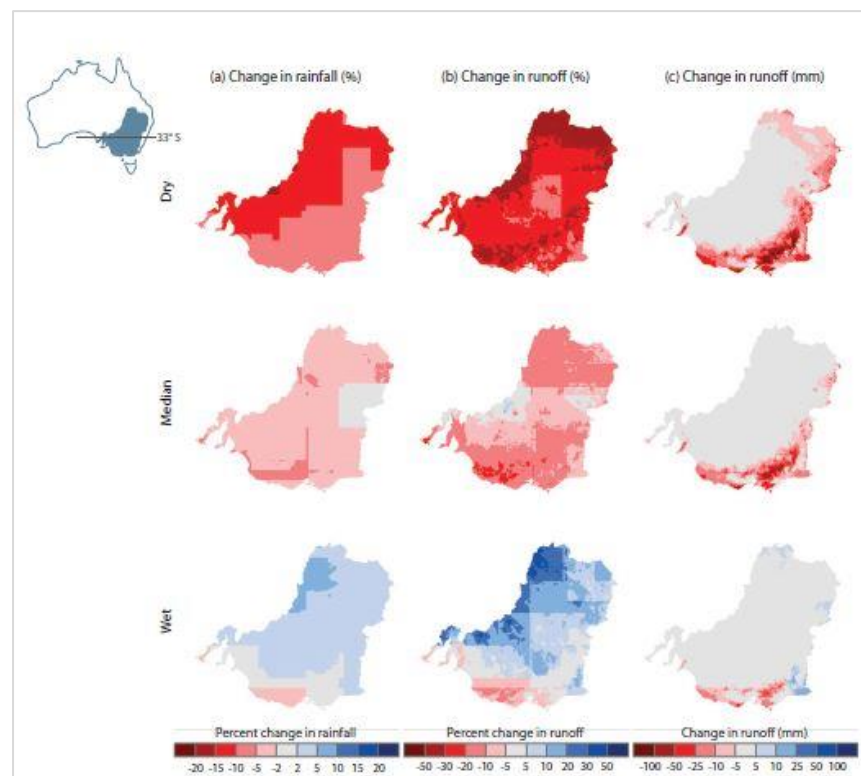 (a) Change in rainfall (%)
(b) Change in runoff (%)
(c) Change in runoff (mm)
33° S
Dry
Median
Wet
Percent change in rainfall
Percent change in runoff
Change in runoff (mm)
-20 -15 -10 -5 -2 2 5 10 15 20
-50 -30 -20 -10 -5 5 10 20 30 50
-100 -50 -25 -10 -5 5 10 25 50 100